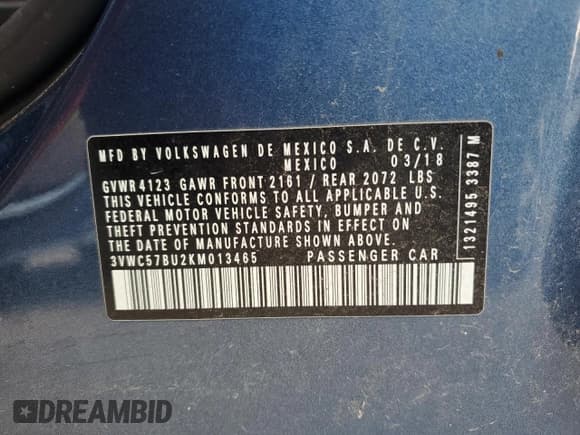 MFD BY VOLKSWAGEN DE MEXICO S.A. DE C.V.
MEXICO 03/18
GVWR 4123 GAWR FRONT 2161 / REAR 2072 LBS
THIS VEHICLE CONFORMS TO ALL APPLICABLE U.S.
FEDERAL MOTOR VEHICLE SAFETY, BUMPER AND
THEFT PREVENTION STANDARDS IN EFFECT ON THE
DATE OF MANUFACTURE SHOWN ABOVE.
3VWC57BU2KM013465 PASSENGER CAR
1321495 3387 M
DREAMBID